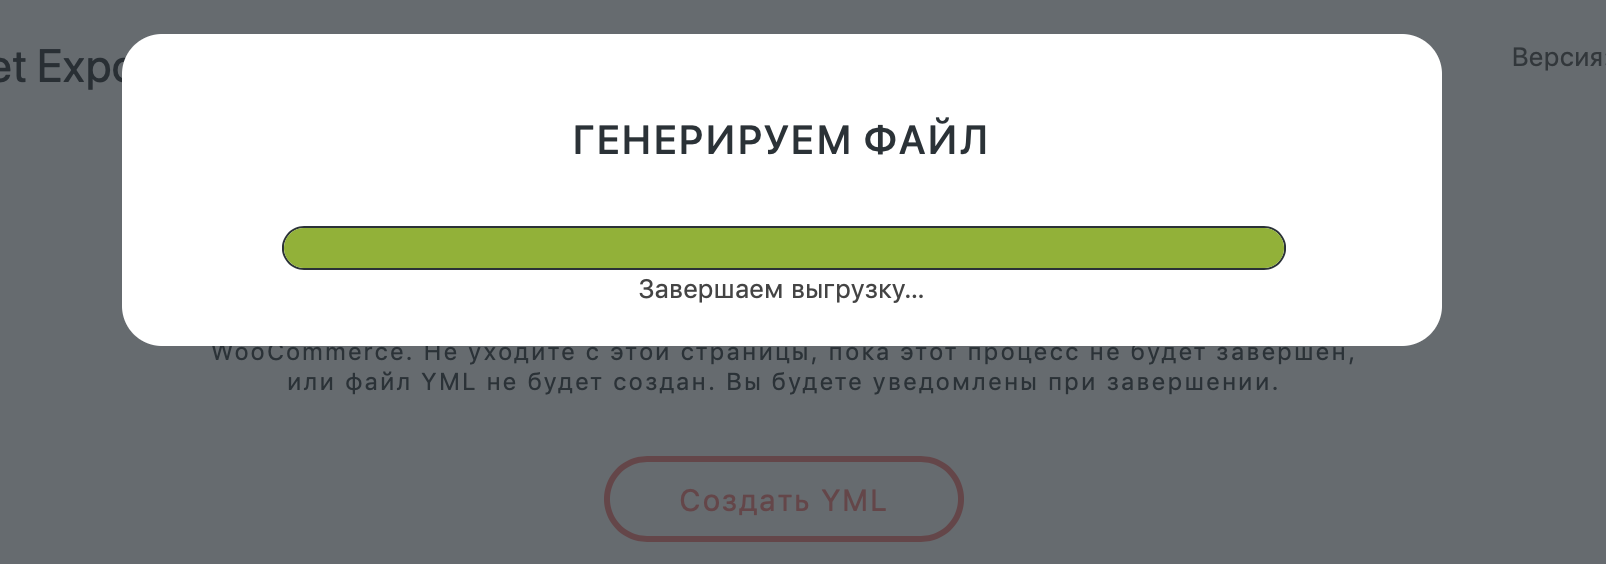 et Expo
Версия
ГЕНЕРИРУЕМ ФАЙЛ
Завершаем выгрузку...
WooCommerce. Не уходите с этой страницы, пока этот процесс не будет завершен,
или файл YML не будет создан. Вы будете уведомлены при завершении.
Создать YML